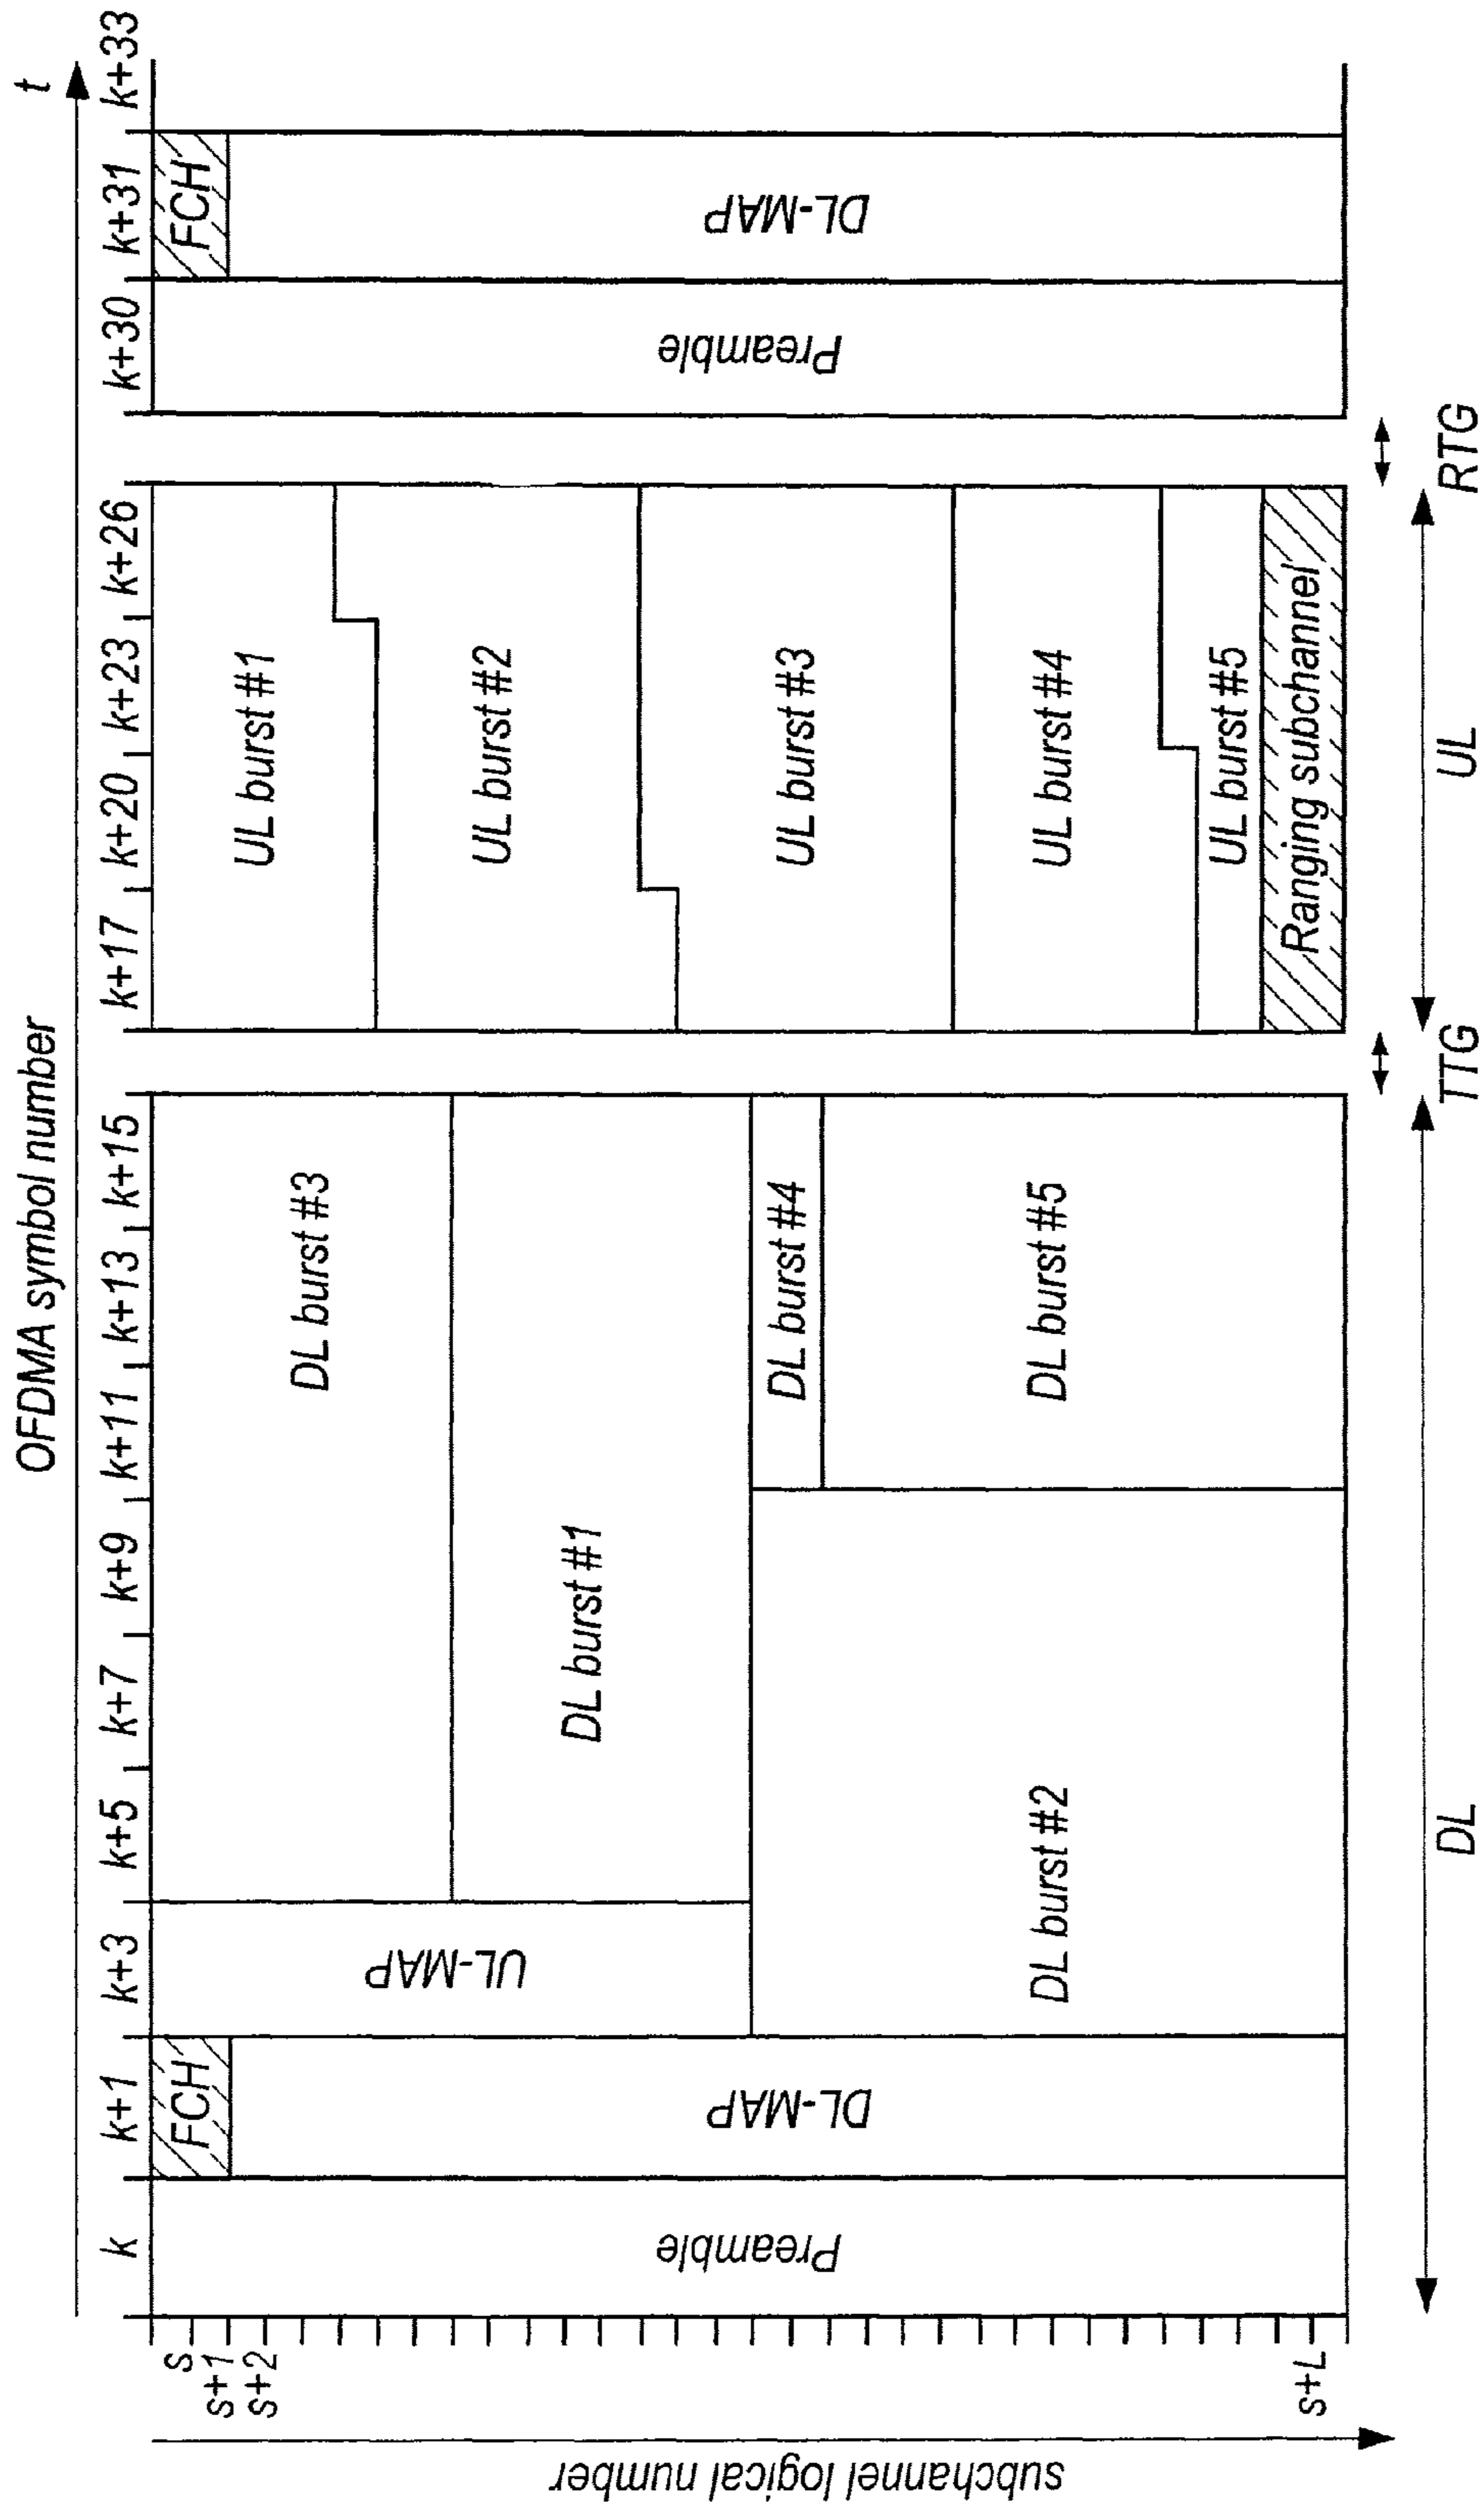 OFDMA symbol number
t
k k+1 k+3 k+5 k+7 k+9 k+11 k+13 k+15 k+17 k+20 k+23 k+26 k+30 k+31 k+33
s
s+1
s+2
s+L
subchannel logical number
Preamble
FCH
DL-MAP
UL-MAP
DL burst #3
DL burst #1
DL burst #2
DL burst #4
DL burst #5
UL burst #1
UL burst #2
UL burst #3
UL burst #4
UL burst #5
Ranging subchannel
Preamble
FCH
DL-MAP
DL
TTG
UL
RTG